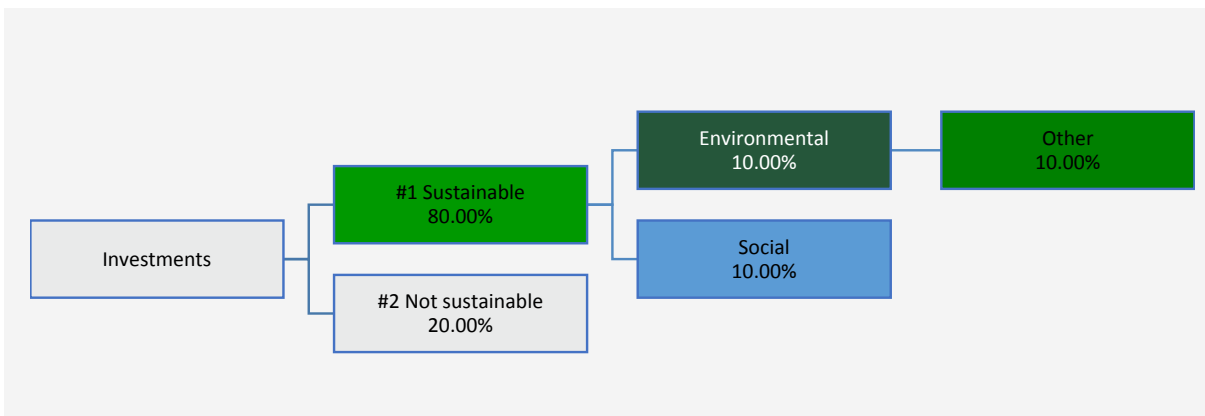 Investments
#1 Sustainable
80.00%
#2 Not sustainable
20.00%
Environmental
10.00%
Social
10.00%
Other
10.00%